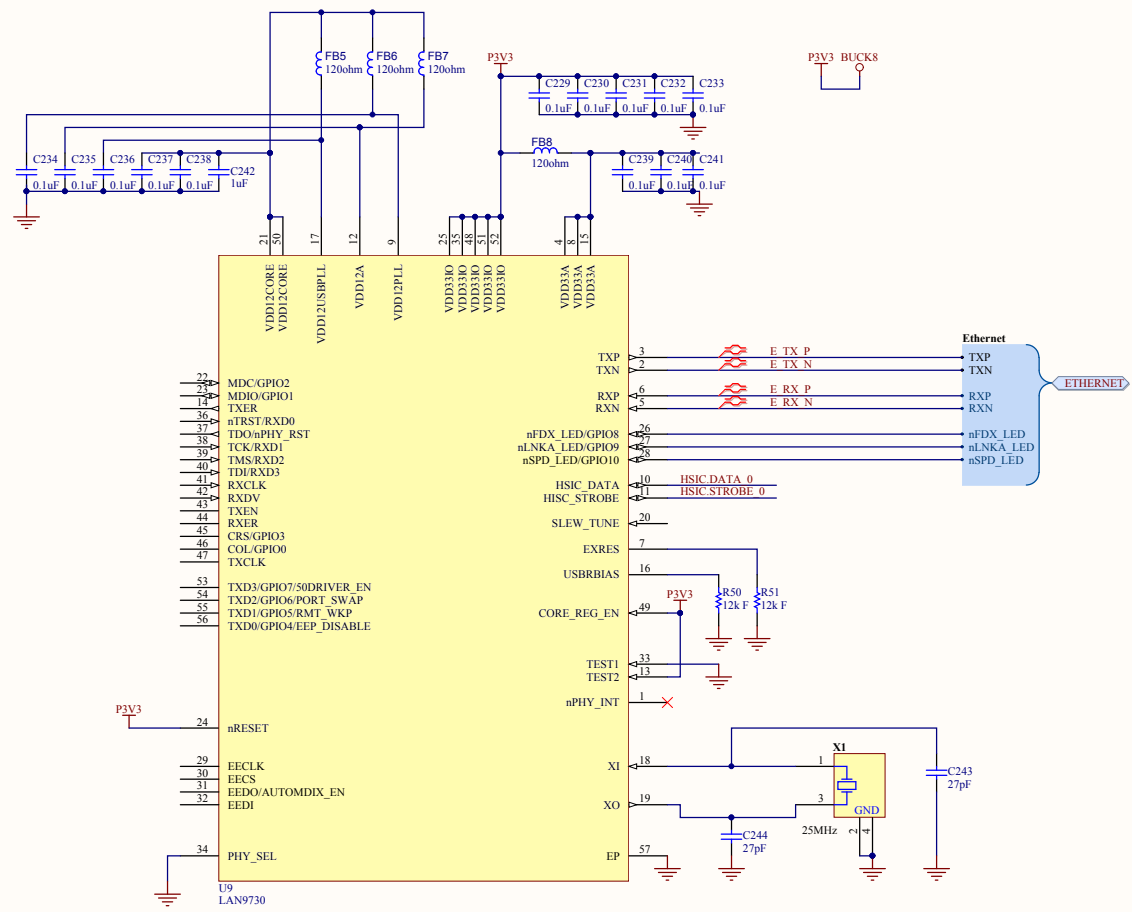 FB5 FB6 FB7
120ohm 120ohm 120ohm
P3V3
C229 C230 C231 C232 C233
0.1uF 0.1uF 0.1uF 0.1uF 0.1uF
P3V3 BUCK8
FB8
120ohm
C234 C235 C236 C237 C238 C242
0.1uF 0.1uF 0.1uF 0.1uF 0.1uF 1uF
C239 C240 C241
0.1uF 0.1uF 0.1uF
21 50 17 12 9 25 35 48 51 52 4 8 15
VDD12CORE VDD12CORE VDD12USBPLL VDD12A VDD12PLL VDD33IO VDD33IO VDD33IO VDD33IO VDD33IO VDD33A VDD33A VDD33A
22 MDC/GPIO2
23 MDIO/GPIO1
14 TXER
36 nTRST/RXD0
37 TDO/nPHY_RST
38 TCK/RXD1
39 TMS/RXD2
40 TDI/RXD3
41 RXCLK
42 RXDV
43 TXEN
44 RXER
45 CRS/GPIO3
46 COL/GPIO0
47 TXCLK
53 TXD3/GPIO7/50DRIVER_EN
54 TXD2/GPIO6/PORT_SWAP
55 TXD1/GPIO5/RMT_WKP
56 TXD0/GPIO4/EEP_DISABLE
P3V3
24 nRESET
29 EECLK
30 EECS
31 EEDO/AUTOMDIX_EN
32 EEDI
34 PHY_SEL
U9
LAN9730
Ethernet
TXP 3 E_TX_P TXP
TXN 2 E_TX_N TXN
ETHERNET
RXP 6 E_RX_P RXP
RXN 5 E_RX_N RXN
nFDX_LED/GPIO8 26 nFDX_LED
nLNKA_LED/GPIO9 27 nLNKA_LED
nSPD_LED/GPIO10 28 nSPD_LED
HSIC_DATA 10 HSIC.DATA_0
HISC_STROBE 11 HSIC.STROBE_0
SLEW_TUNE 20
EXRES 7
USBRBIAS 16
R50 R51
12k F 12k F
P3V3
CORE_REG_EN 49
TEST1 33
TEST2 13
nPHY_INT 1
XI 18
XO 19
X1
1
3
GND
2 4
25MHz
C243
27pF
C244
27pF
EP 57